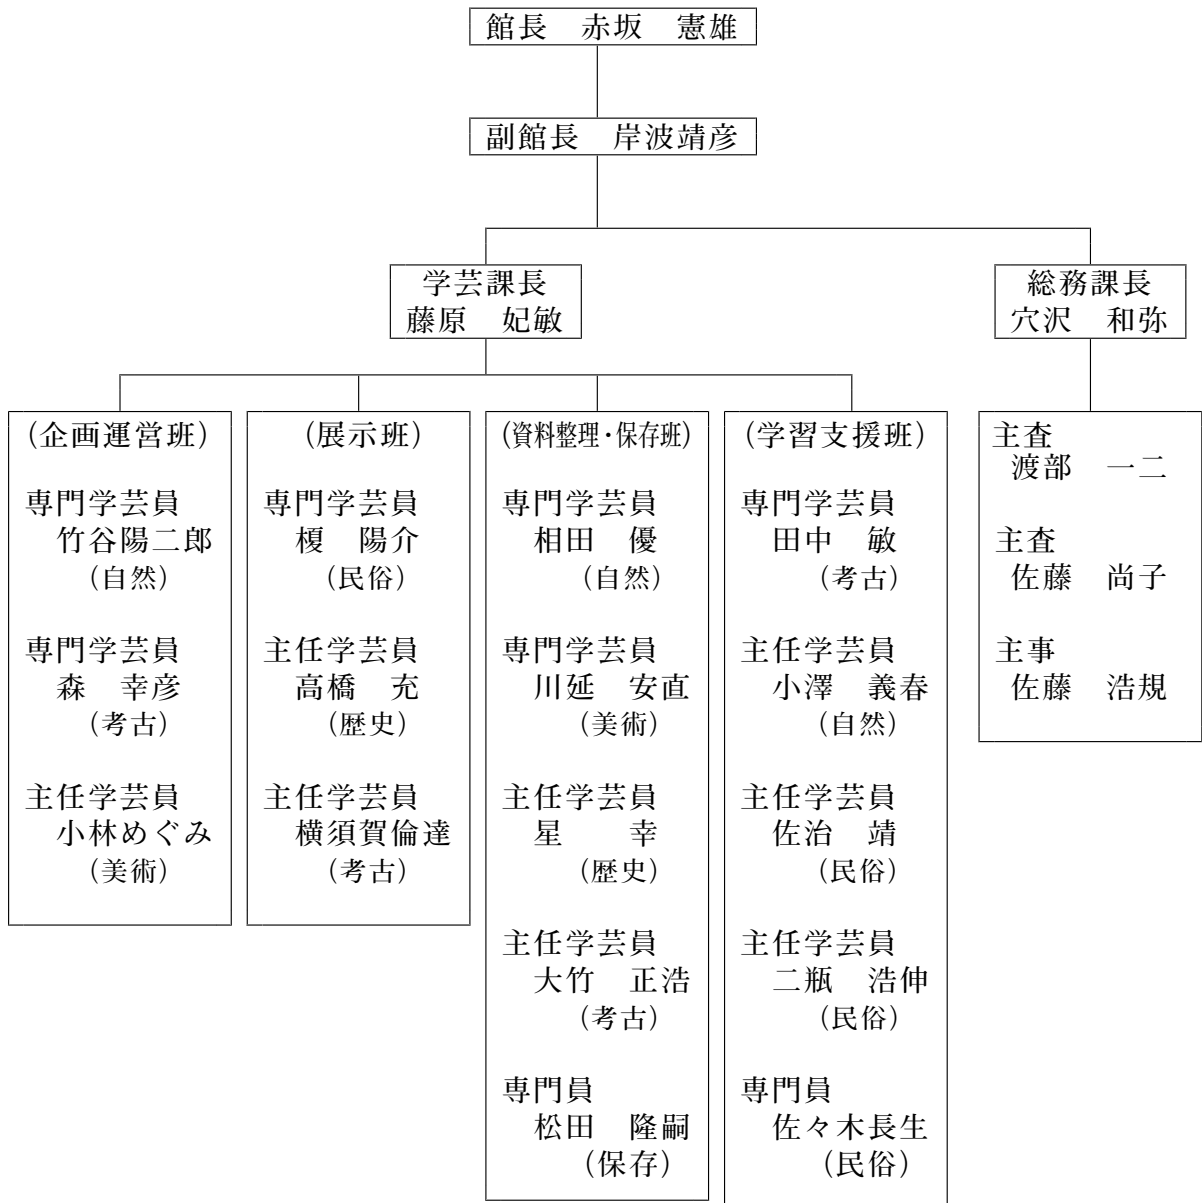 館長　赤坂　憲雄
副館長　岸波靖彦
学芸課長
藤原　妃敏
総務課長
穴沢　和弥
（企画運営班）
専門学芸員
竹谷陽二郎
（自然）
専門学芸員
森　幸彦
（考古）
主任学芸員
小林めぐみ
（美術）
（展示班）
専門学芸員
榎　陽介
（民俗）
主任学芸員
高橋　充
（歴史）
主任学芸員
横須賀倫達
（考古）
（資料整理・保存班）
専門学芸員
相田　優
（自然）
専門学芸員
川延　安直
（美術）
主任学芸員
星　　幸
（歴史）
主任学芸員
大竹　正浩
（考古）
専門員
松田　隆嗣
（保存）
（学習支援班）
専門学芸員
田中　敏
（考古）
主任学芸員
小澤　義春
（自然）
主任学芸員
佐治　靖
（民俗）
主任学芸員
二瓶　浩伸
（民俗）
専門員
佐々木長生
（民俗）
主査
渡部　一二
主査
佐藤　尚子
主事
佐藤　浩規